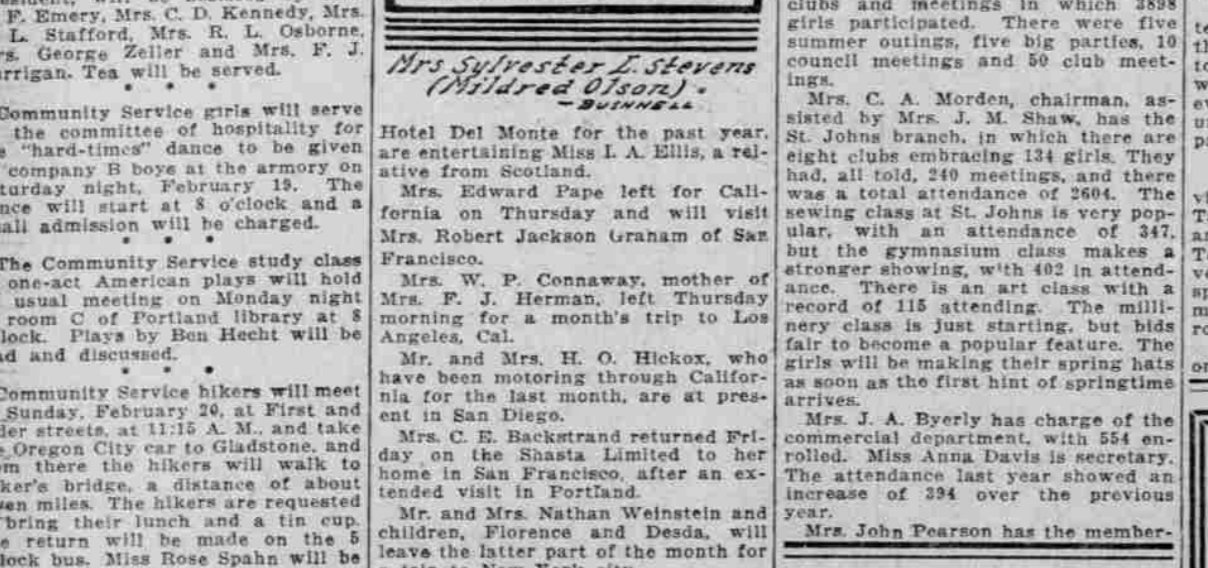 F. Emery, Mrs. C. D. Kennedy, Mrs.
L. Stafford, Mrs. R. L. Osborne,
George Zeller and Mrs. F. J.
Tea will be served.
* * *
Community Service girls will serve
the committee of hospitality for
"hard-times" dance to be given
company B boys at the armory on
night, February 19. The
will start at 8 o'clock and a
admission will be charged.
* * *
The Community Service study class
one-act American plays will hold
usual meeting on Monday night
room C of Portland library at 8
Plays by Ben Hecht will be
and discussed.
* * *
Community Service hikers will meet
Sunday, February 20, at First and
streets, at 11:15 A. M., and take
Oregon City car to Gladstone, and
there the hikers will walk to
bridge, a distance of about
miles. The hikers are requested
bring their lunch and a tin cup.
return will be made on the 5
bus. Miss Rose Spahn will be
Mrs Sylvester L. Stevens
(Mildred Olson).
—BUSHNELL
Hotel Del Monte for the past year,
are entertaining Miss I. A. Ellis, a rel-
ative from Scotland.
Mrs. Edward Pape left for Cali-
fornia on Thursday and will visit
Mrs. Robert Jackson Graham of San
Francisco.
Mrs. W. P. Connaway, mother of
Mrs. F. J. Herman, left Thursday
morning for a month's trip to Los
Angeles, Cal.
Mr. and Mrs. H. O. Hickox, who
have been motoring through Califor-
nia for the last month, are at pres-
ent in San Diego.
Mrs. C. E. Backstrand returned Fri-
day on the Shasta Limited to her
home in San Francisco, after an ex-
tended visit in Portland.
Mr. and Mrs. Nathan Weinstein and
children, Florence and Desda, will
leave the latter part of the month for
clubs and meetings in which 3898
girls participated. There were five
summer outings, five big parties, 10
council meetings and 50 club meet-
ings.
Mrs. C. A. Morden, chairman, as-
sisted by Mrs. J. M. Shaw, has the
St. Johns branch, in which there are
eight clubs embracing 134 girls. They
had, all told, 240 meetings, and there
was a total attendance of 2604. The
sewing class at St. Johns is very pop-
ular, with an attendance of 347,
but the gymnasium class makes a
stronger showing, with 402 in attend-
ance. There is an art class with a
record of 115 attending. The milli-
nery class is just starting, but bids
fair to become a popular feature. The
girls will be making their spring hats
as soon as the first hint of springtime
arrives.
Mrs. J. A. Byerly has charge of the
commercial department, with 554 en-
rolled. Miss Anna Davis is secretary.
The attendance last year showed an
increase of 394 over the previous
year.
Mrs. John Pearson has the member-